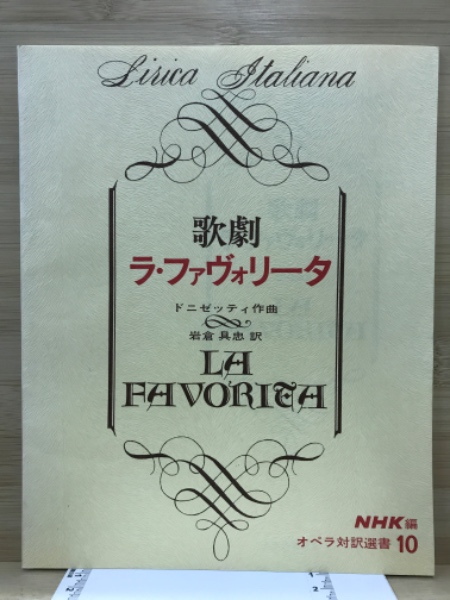 Lirica Italiana
歌劇
ラ・ファヴォリータ
ドニゼッティ作曲
岩倉具忠訳
LA
FAVORITA
NHK編
オペラ対訳選書 10